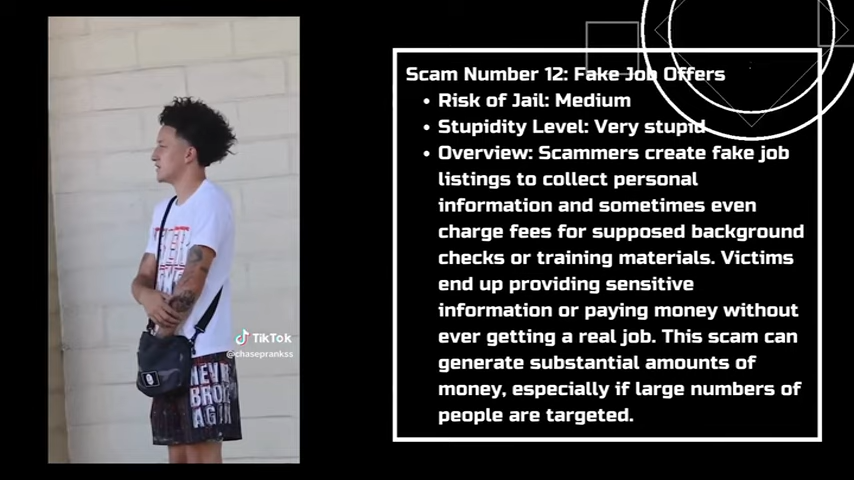 Scam Number 12: Fake Job Offers
• Risk of Jail: Medium
• Stupidity Level: Very stupid
• Overview: Scammers create fake job
listings to collect personal
information and sometimes even
charge fees for supposed background
checks or training materials. Victims
end up providing sensitive
information or paying money without
ever getting a real job. This scam can
generate substantial amounts of
money, especially if large numbers of
people are targeted.
TikTok
@chaseprankss